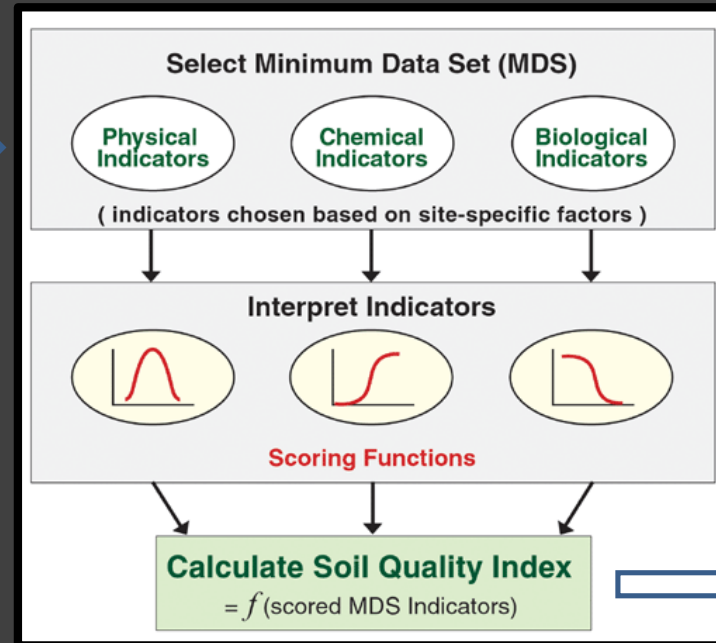 Select Minimum Data Set (MDS)
Physical
Indicators
Chemical
Indicators
Biological
Indicators
( indicators chosen based on site-specific factors )
Interpret Indicators
Scoring Functions
Calculate Soil Quality Index
= f (scored MDS Indicators)